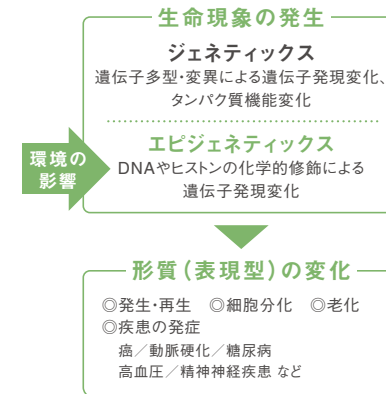 生命現象の発生
ジェネティックス
遺伝子多型・変異による遺伝子発現変化、
タンパク質機能変化
エピジェネティックス
DNAやヒストンの化学的修飾による
遺伝子発現変化
環境の
影響
形質（表現型）の変化
◎発生・再生　◎細胞分化　◎老化
◎疾患の発症
癌／動脈硬化／糖尿病
高血圧／精神神経疾患 など